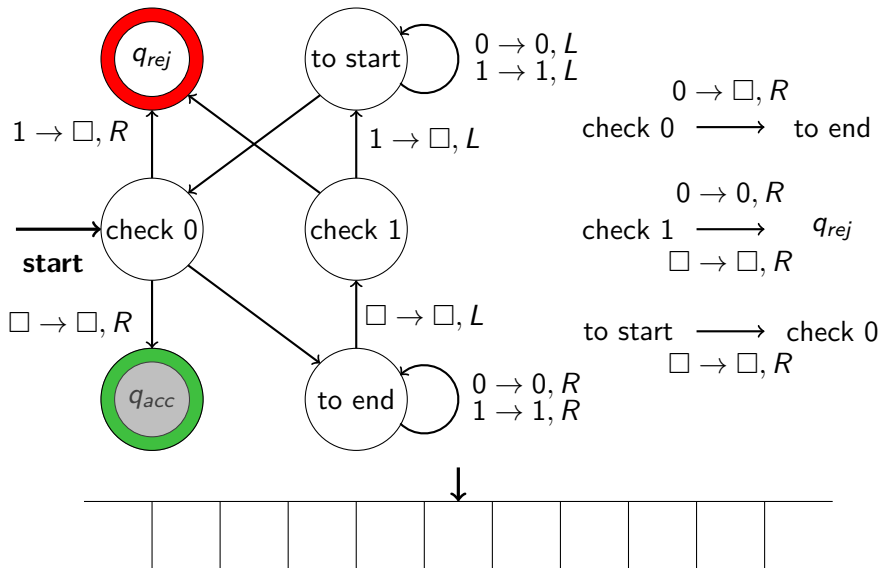 q_rej
to start
0 → 0, L
1 → 1, L
0 → □, R
check 0 → to end
1 → □, R
1 → □, L
0 → 0, R
check 1 → q_rej
□ → □, R
check 0
check 1
start
□ → □, R
□ → □, L
to start → check 0
□ → □, R
q_acc
to end
0 → 0, R
1 → 1, R